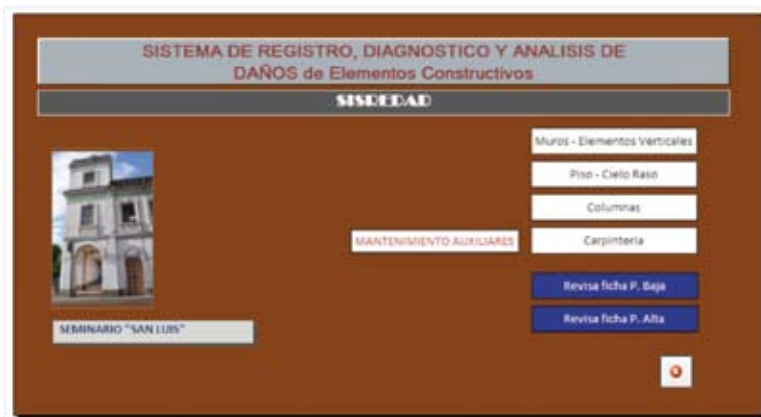 SISTEMA DE REGISTRO, DIAGNOSTICO Y ANALISIS DE
DAÑOS de Elementos Constructivos
SISREDAD
Muros - Elementos Verticales
Piso - Cielo Raso
Columnas
MANTENIMIENTO AUXILIARES
Carpinteria
Revisa ficha P. Baja
Revisa ficha P. Alta
SEMINARIO "SAN LUIS"